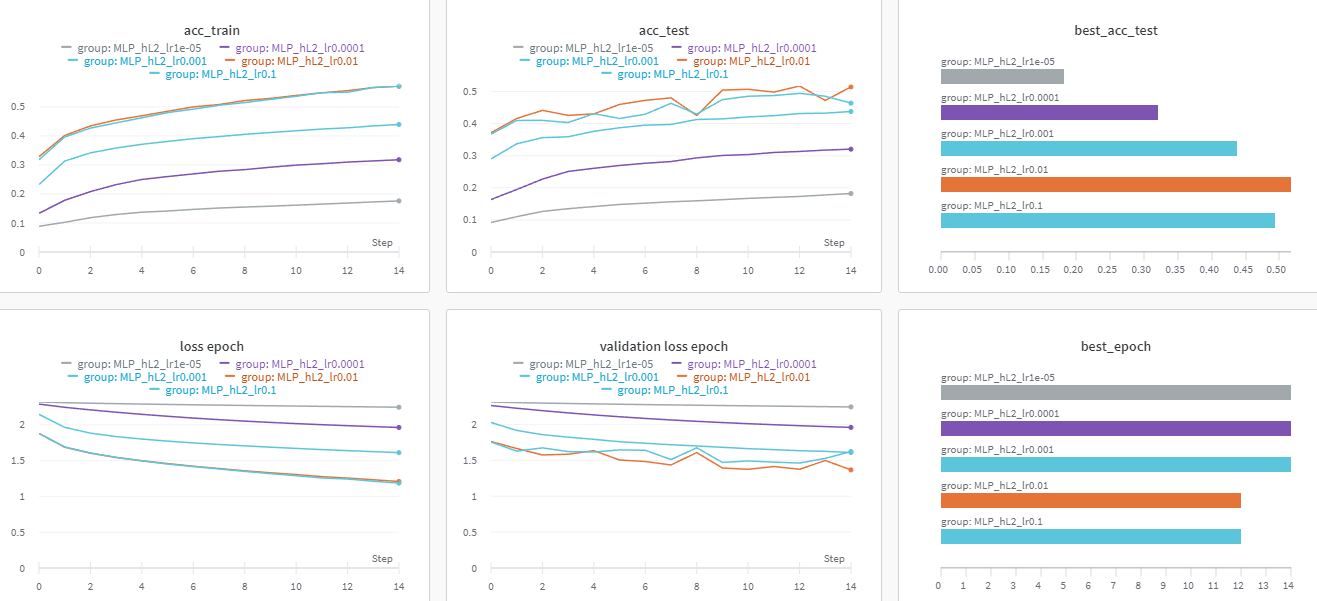 acc_train
group: MLP_hL2_lr1e-05 group: MLP_hL2_lr0.0001
group: MLP_hL2_lr0.001 group: MLP_hL2_lr0.01
group: MLP_hL2_lr0.1
0.5
0.4
0.3
0.2
0.1
0
Step
0 2 4 6 8 10 12 14
acc_test
group: MLP_hL2_lr1e-05 group: MLP_hL2_lr0.0001
group: MLP_hL2_lr0.001 group: MLP_hL2_lr0.01
group: MLP_hL2_lr0.1
0.5
0.4
0.3
0.2
0.1
0
Step
0 2 4 6 8 10 12 14
best_acc_test
group: MLP_hL2_lr1e-05
group: MLP_hL2_lr0.0001
group: MLP_hL2_lr0.001
group: MLP_hL2_lr0.01
group: MLP_hL2_lr0.1
0.00 0.05 0.10 0.15 0.20 0.25 0.30 0.35 0.40 0.45 0.50
loss epoch
group: MLP_hL2_lr1e-05 group: MLP_hL2_lr0.0001
group: MLP_hL2_lr0.001 group: MLP_hL2_lr0.01
group: MLP_hL2_lr0.1
2
1.5
1
0.5
0
Step
0 2 4 6 8 10 12 14
validation loss epoch
group: MLP_hL2_lr1e-05 group: MLP_hL2_lr0.0001
group: MLP_hL2_lr0.001 group: MLP_hL2_lr0.01
group: MLP_hL2_lr0.1
2
1.5
1
0.5
0
Step
0 2 4 6 8 10 12 14
best_epoch
group: MLP_hL2_lr1e-05
group: MLP_hL2_lr0.0001
group: MLP_hL2_lr0.001
group: MLP_hL2_lr0.01
group: MLP_hL2_lr0.1
0 1 2 3 4 5 6 7 8 9 10 11 12 13 14